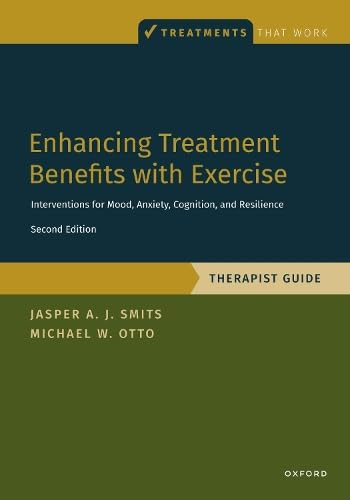 TREATMENTS THAT WORK
Enhancing Treatment
Benefits with Exercise
Interventions for Mood, Anxiety, Cognition, and Resilience
Second Edition
THERAPIST GUIDE
JASPER A. J. SMITS
MICHAEL W. OTTO
OXFORD